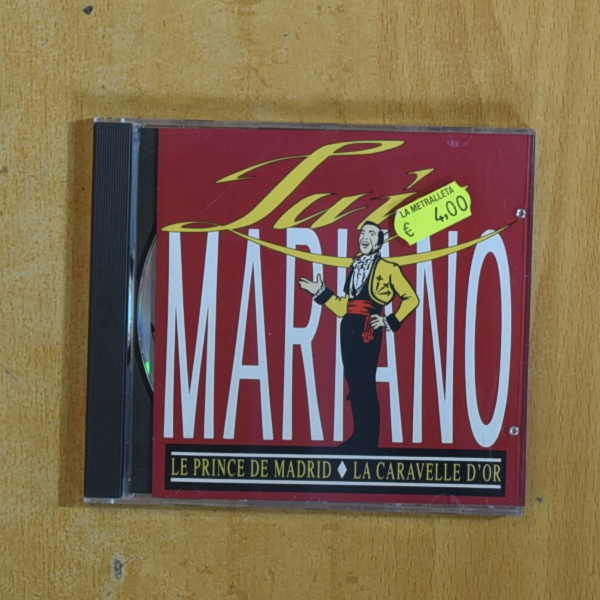 Luis
LA METRALLETA
€ 4,00
MARIANO
LE PRINCE DE MADRID ♦ LA CARAVELLE D'OR